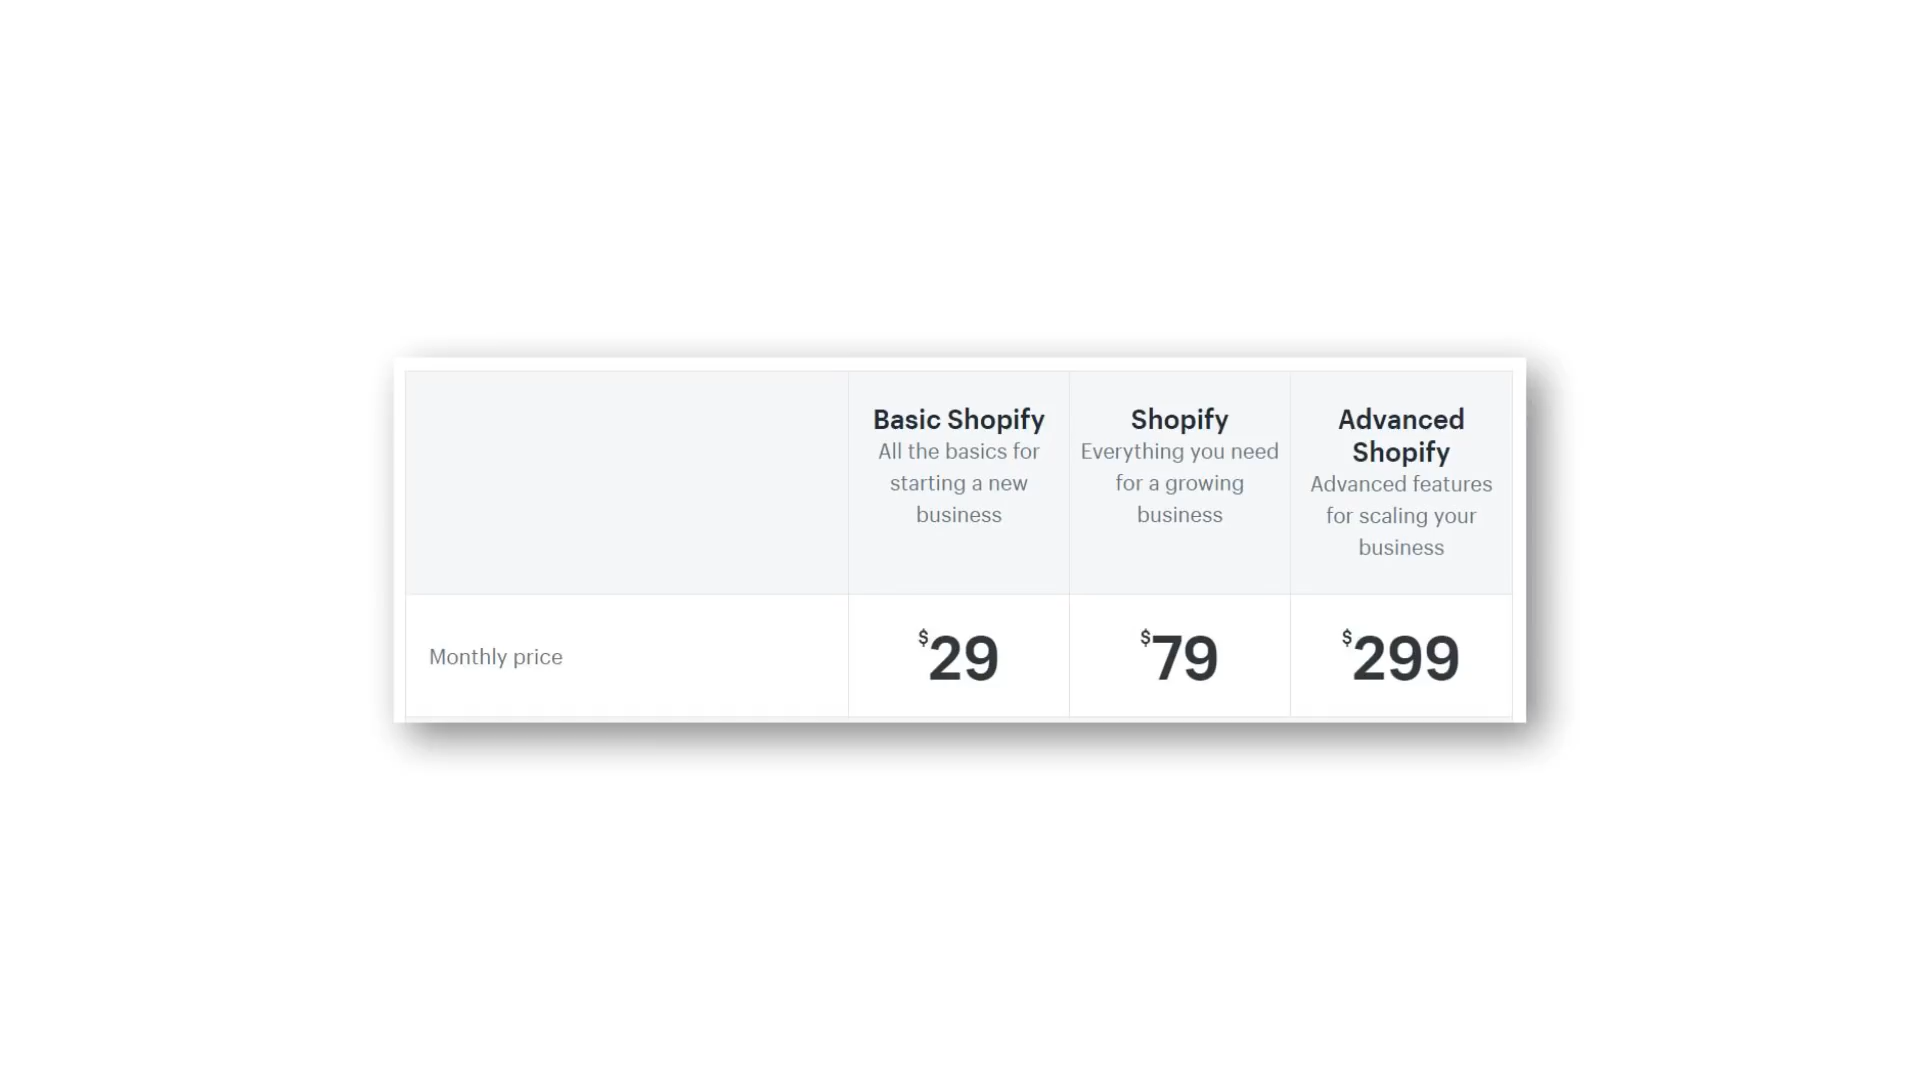 Basic Shopify
All the basics for
starting a new
business
Shopify
Everything you need
for a growing
business
Advanced
Shopify
Advanced features
for scaling your
business
Monthly price
$29
$79
$299